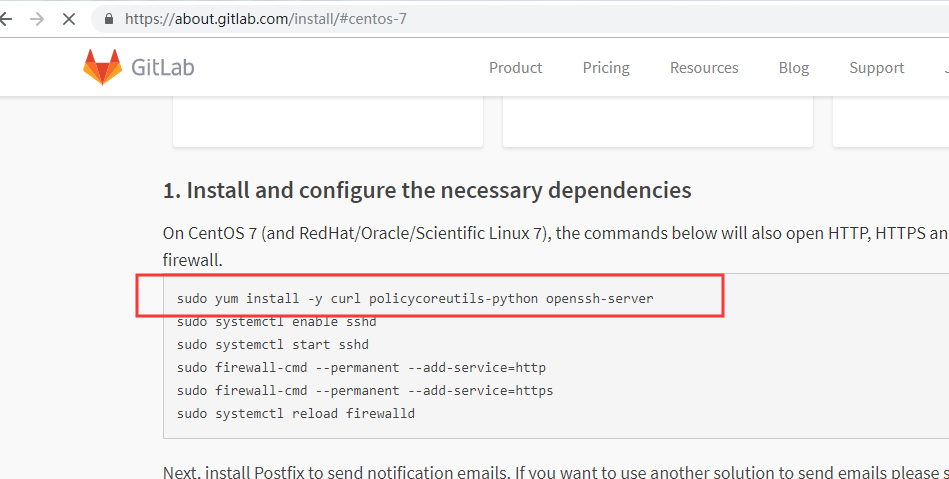 https://about.gitlab.com/install/#centos-7
GitLab Product Pricing Resources Blog Support
1. Install and configure the necessary dependencies
On CentOS 7 (and RedHat/Oracle/Scientific Linux 7), the commands below will also open HTTP, HTTPS an
firewall.
sudo yum install -y curl policycoreutils-python openssh-server
sudo systemctl enable sshd
sudo systemctl start sshd
sudo firewall-cmd --permanent --add-service=http
sudo firewall-cmd --permanent --add-service=https
sudo systemctl reload firewalld
Next, install Postfix to send notification emails. If you want to use another solution to send emails please s